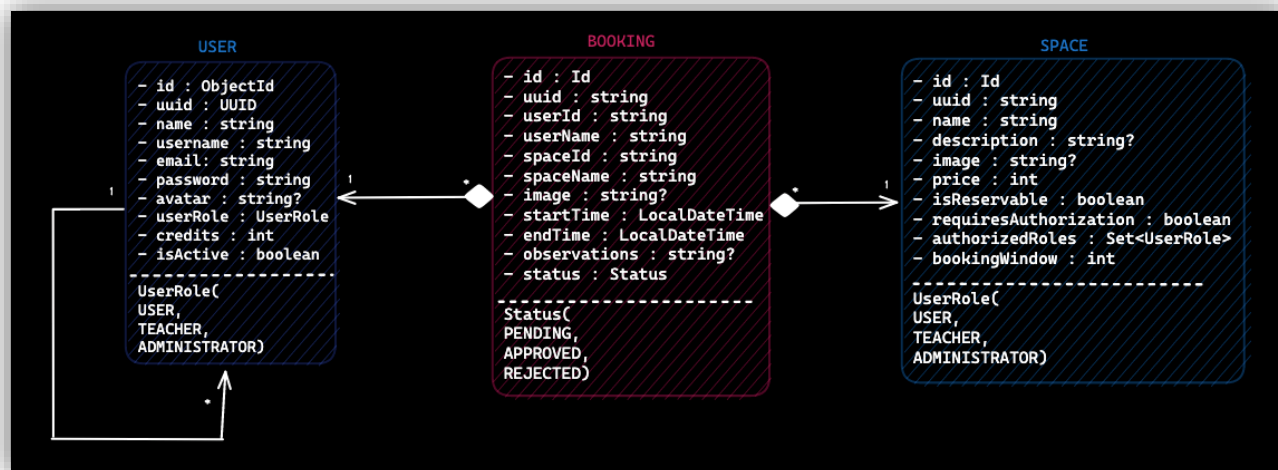 USER
- id : ObjectId
- uuid : UUID
- name : string
- username : string
- email: string
- password : string
- avatar : string?
- userRole : UserRole
- credits : int
- isActive : boolean
UserRole(
USER,
TEACHER,
ADMINISTRATOR)
1
*
1
*
BOOKING
- id : Id
- uuid : string
- userId : string
- userName : string
- spaceId : string
- spaceName : string
- image : string?
- startTime : LocalDateTime
- endTime : LocalDateTime
- observations : string?
- status : Status
Status(
PENDING,
APPROVED,
REJECTED)
*
1
SPACE
- id : Id
- uuid : string
- name : string
- description : string?
- image : string?
- price : int
- isReservable : boolean
- requiresAuthorization : boolean
- authorizedRoles : Set<UserRole>
- bookingWindow : int
UserRole(
USER,
TEACHER,
ADMINISTRATOR)